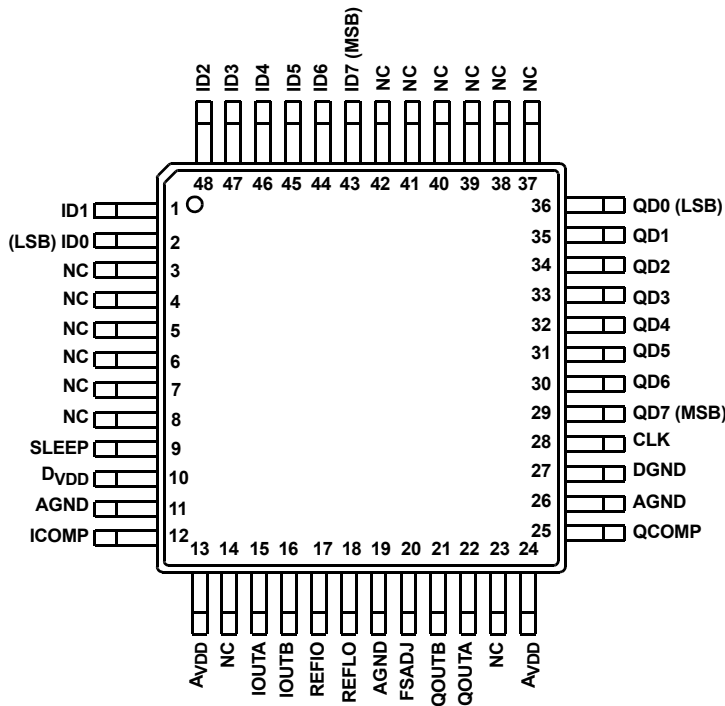 ID2 ID3 ID4 ID5 ID6 ID7 (MSB) NC NC NC NC NC NC
48 47 46 45 44 43 42 41 40 39 38 37
ID1 1 36 QD0 (LSB)
(LSB) ID0 2 35 QD1
NC 3 34 QD2
NC 4 33 QD3
NC 5 32 QD4
NC 6 31 QD5
NC 7 30 QD6
NC 8 29 QD7 (MSB)
SLEEP 9 28 CLK
DVDD 10 27 DGND
AGND 11 26 AGND
ICOMP 12 25 QCOMP
13 14 15 16 17 18 19 20 21 22 23 24
AVDD NC IOUTA IOUTB REFIO REFLO AGND FSADJ QOUTB QOUTA NC AVDD